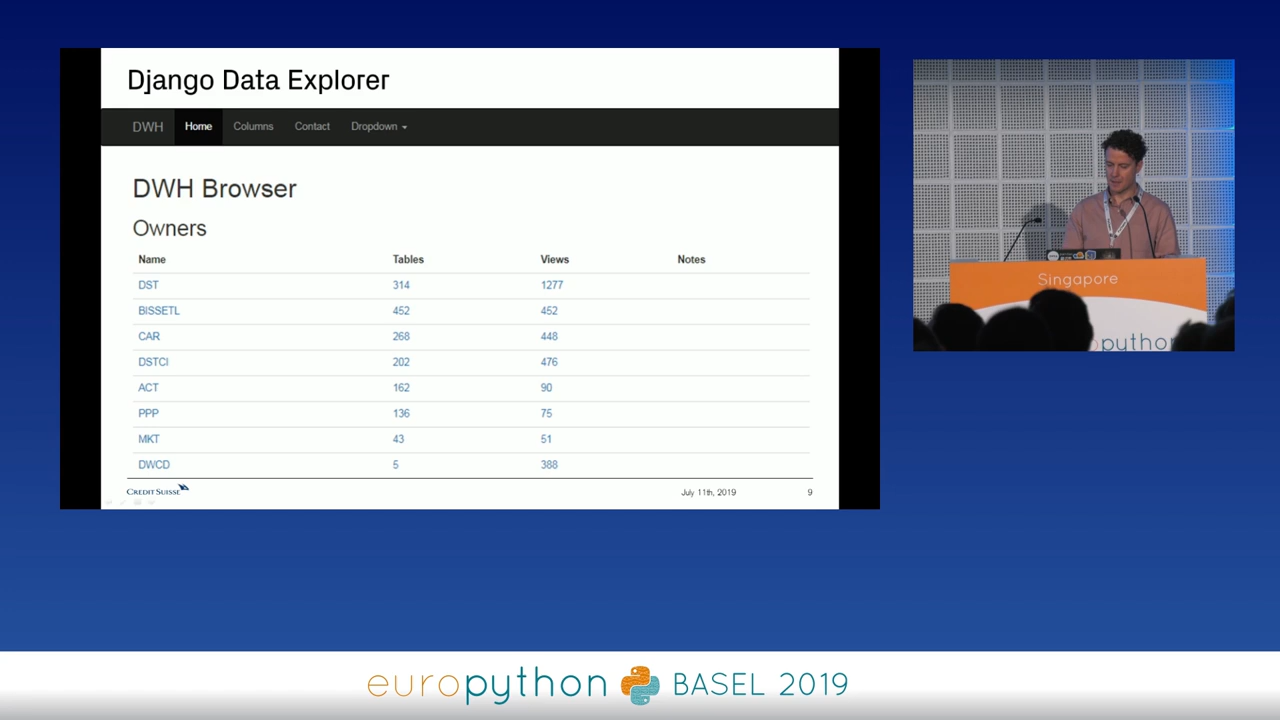 Django Data Explorer
DWH Home Columns Contact Dropdown
DWH Browser
Owners
Name Tables Views Notes
DST 314 1277
BISSETL 452 452
CAR 268 448
DSTCI 202 476
ACT 162 90
PPP 136 75
MKT 43 51
DWCD 5 388
CREDIT SUISSE July 11th, 2019 9
Singapore
python
europython BASEL 2019